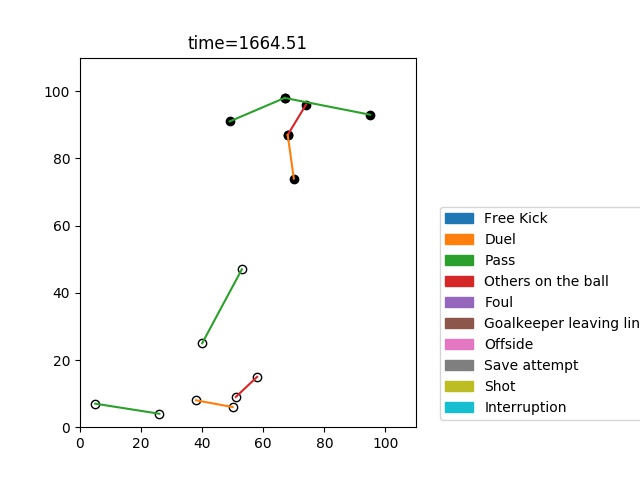 time=1664.51
100
80
60
40
20
0
0 20 40 60 80 100
Free Kick
Duel
Pass
Others on the ball
Foul
Goalkeeper leaving lin
Offside
Save attempt
Shot
Interruption